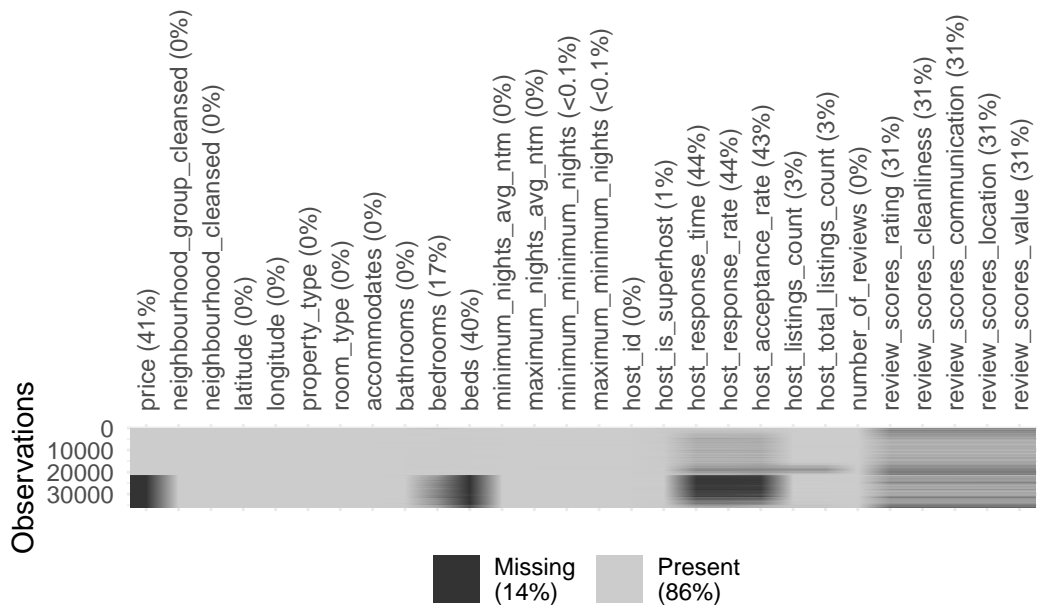 price (41%)
neighbourhood_group_cleansed (0%)
neighbourhood_cleansed (0%)
latitude (0%)
longitude (0%)
property_type (0%)
room_type (0%)
accommodates (0%)
bathrooms (0%)
bedrooms (17%)
beds (40%)
minimum_nights_avg_ntm (0%)
maximum_nights_avg_ntm (0%)
minimum_minimum_nights (<0.1%)
maximum_minimum_nights (<0.1%)
host_id (0%)
host_is_superhost (1%)
host_response_time (44%)
host_response_rate (44%)
host_acceptance_rate (43%)
host_listings_count (3%)
host_total_listings_count (3%)
number_of_reviews (0%)
review_scores_rating (31%)
review_scores_cleanliness (31%)
review_scores_communication (31%)
review_scores_location (31%)
review_scores_value (31%)
Observations
0
10000
20000
30000
Missing
(14%)
Present
(86%)